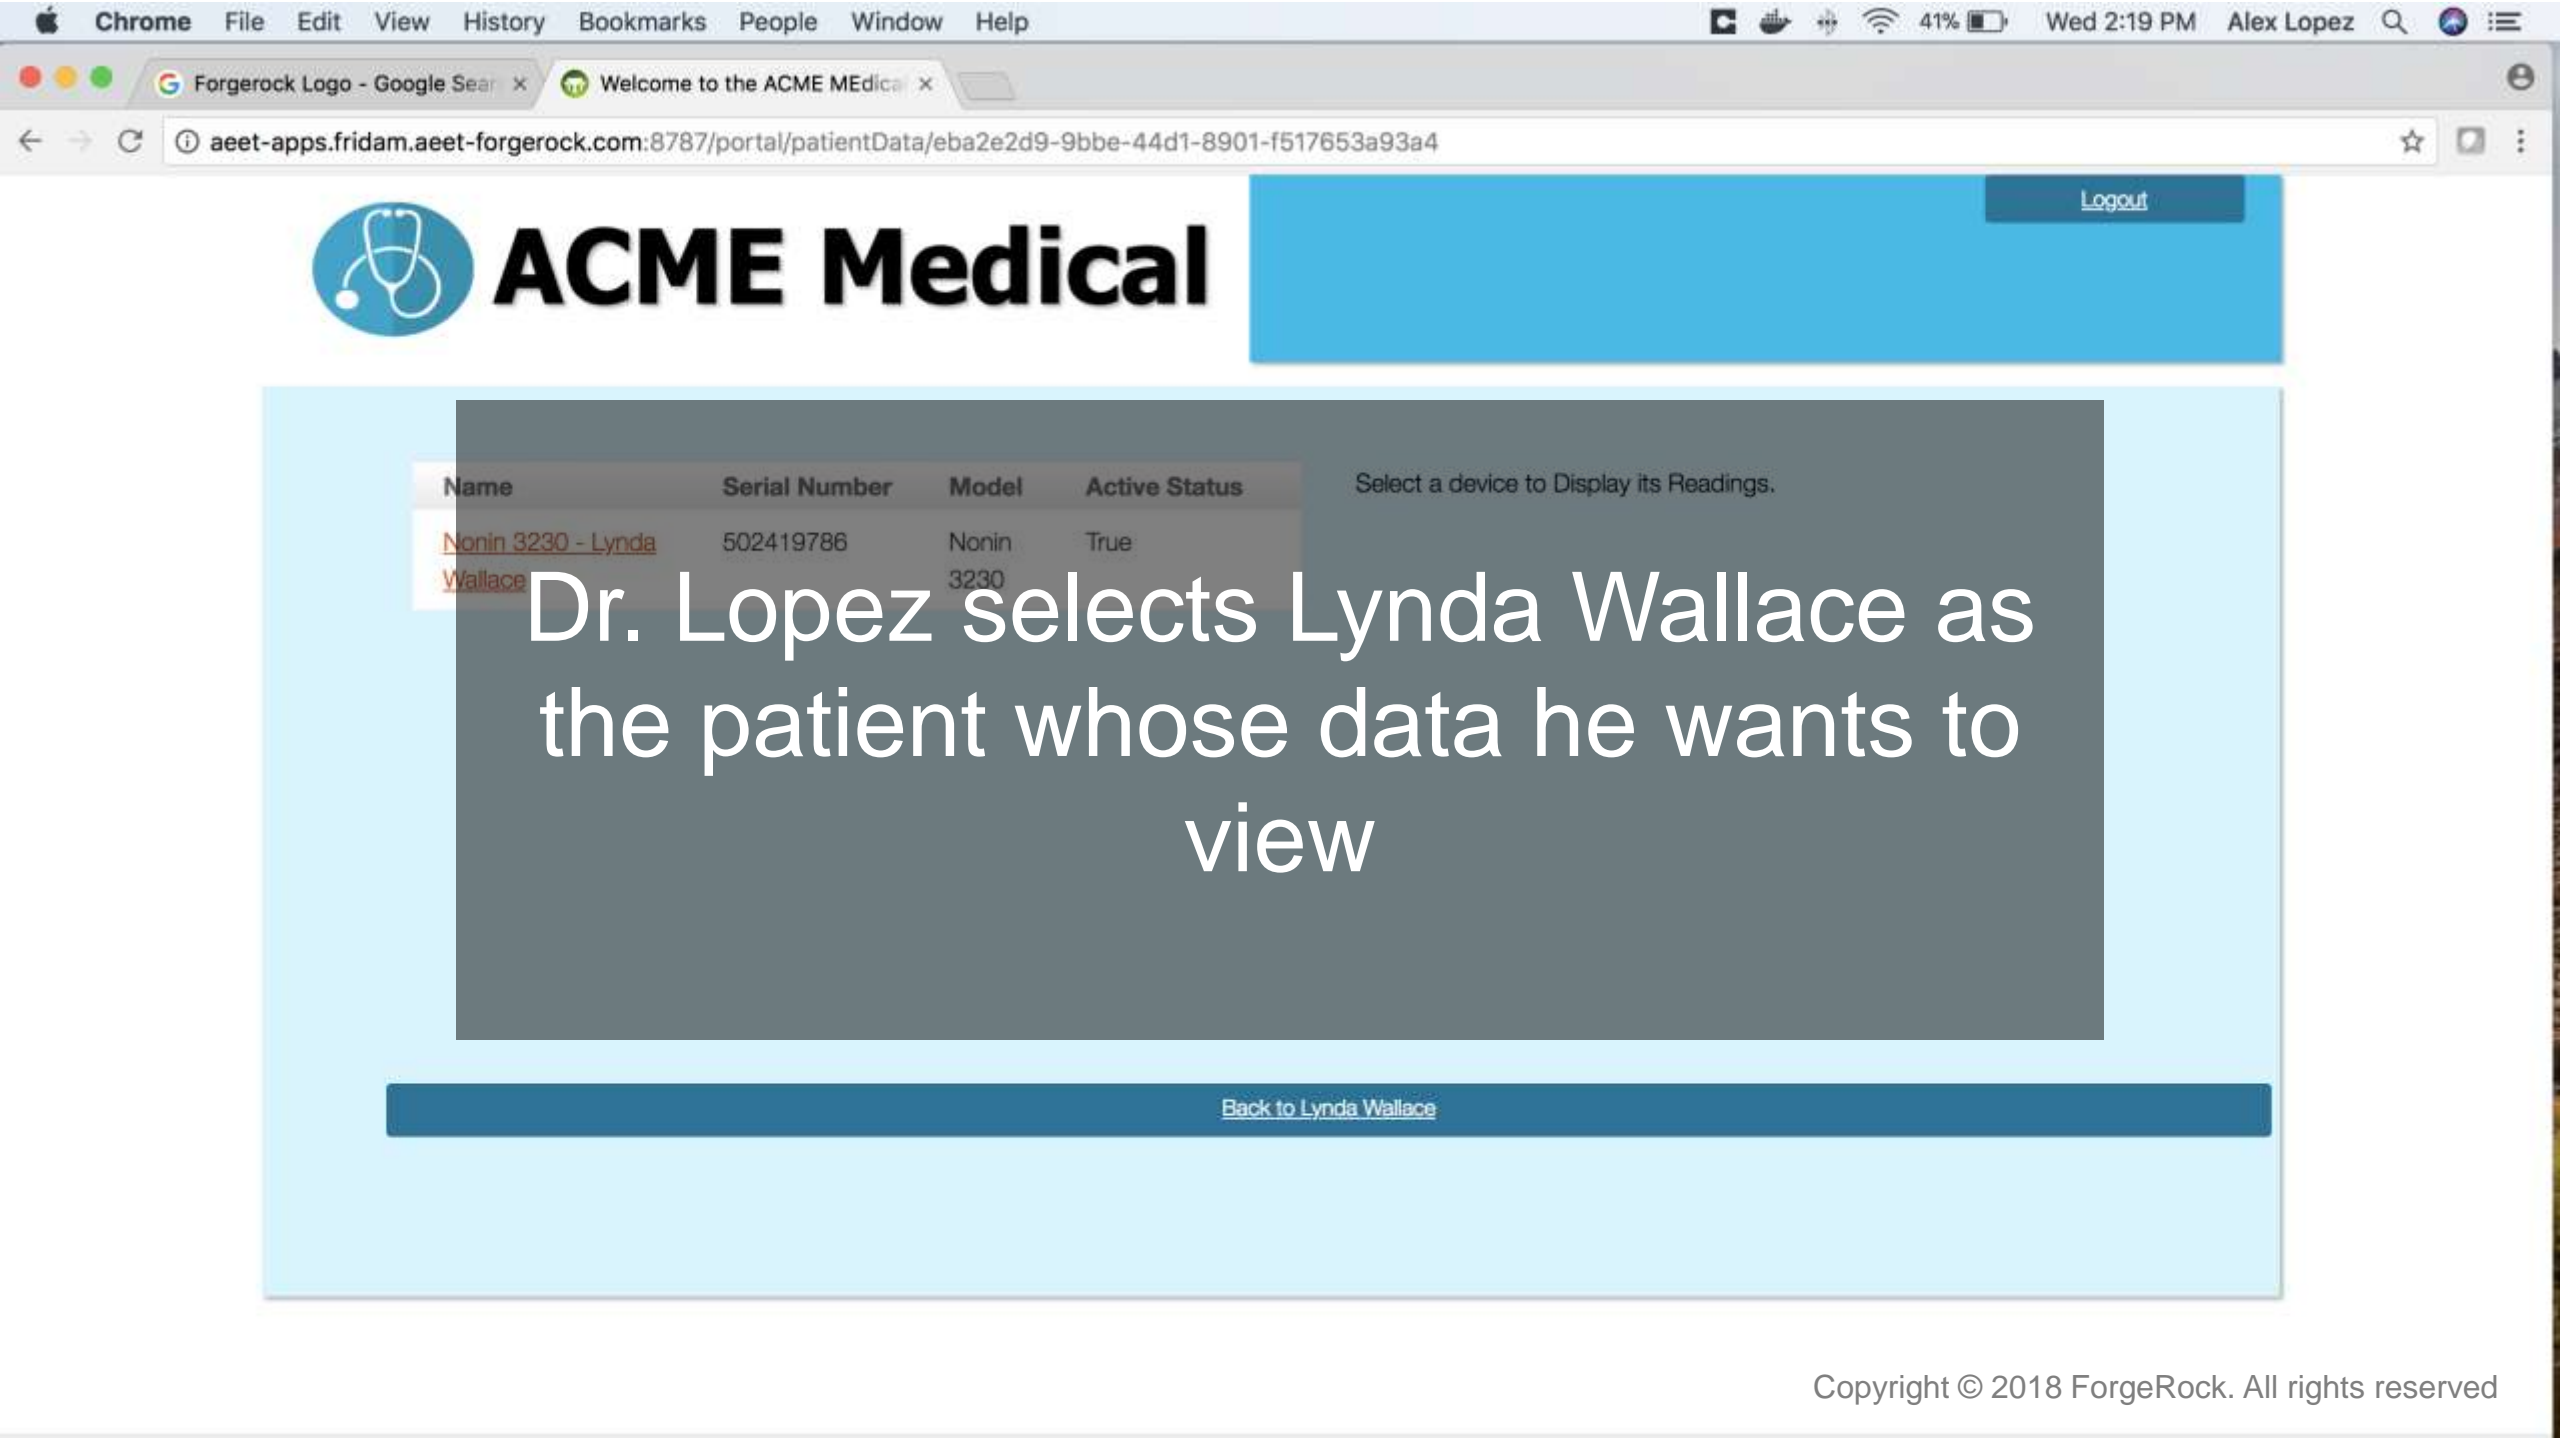 Chrome File Edit View History Bookmarks People Window Help 41% Wed 2:19 PM Alex Lopez
Forgerock Logo - Google Sear Welcome to the ACME MEdica
aeet-apps.fridam.aeet-forgerock.com:8787/portal/patientData/eba2e2d9-9bbe-44d1-8901-f517653a93a4
Logout
ACME Medical
Name Serial Number Model Active Status Select a device to Display its Readings.
Nonin 3230 - Lynda 502419786 Nonin True
Wallace 3230
Dr. Lopez selects Lynda Wallace as
the patient whose data he wants to
view
Back to Lynda Wallace
Copyright © 2018 ForgeRock. All rights reserved